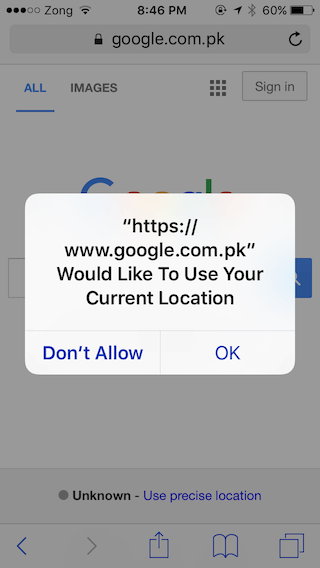 Zong 8:46 PM 60%
google.com.pk
ALL IMAGES Sign in
Google
“https://
www.google.com.pk”
Would Like To Use Your
Current Location
Don’t Allow OK
Unknown - Use precise location